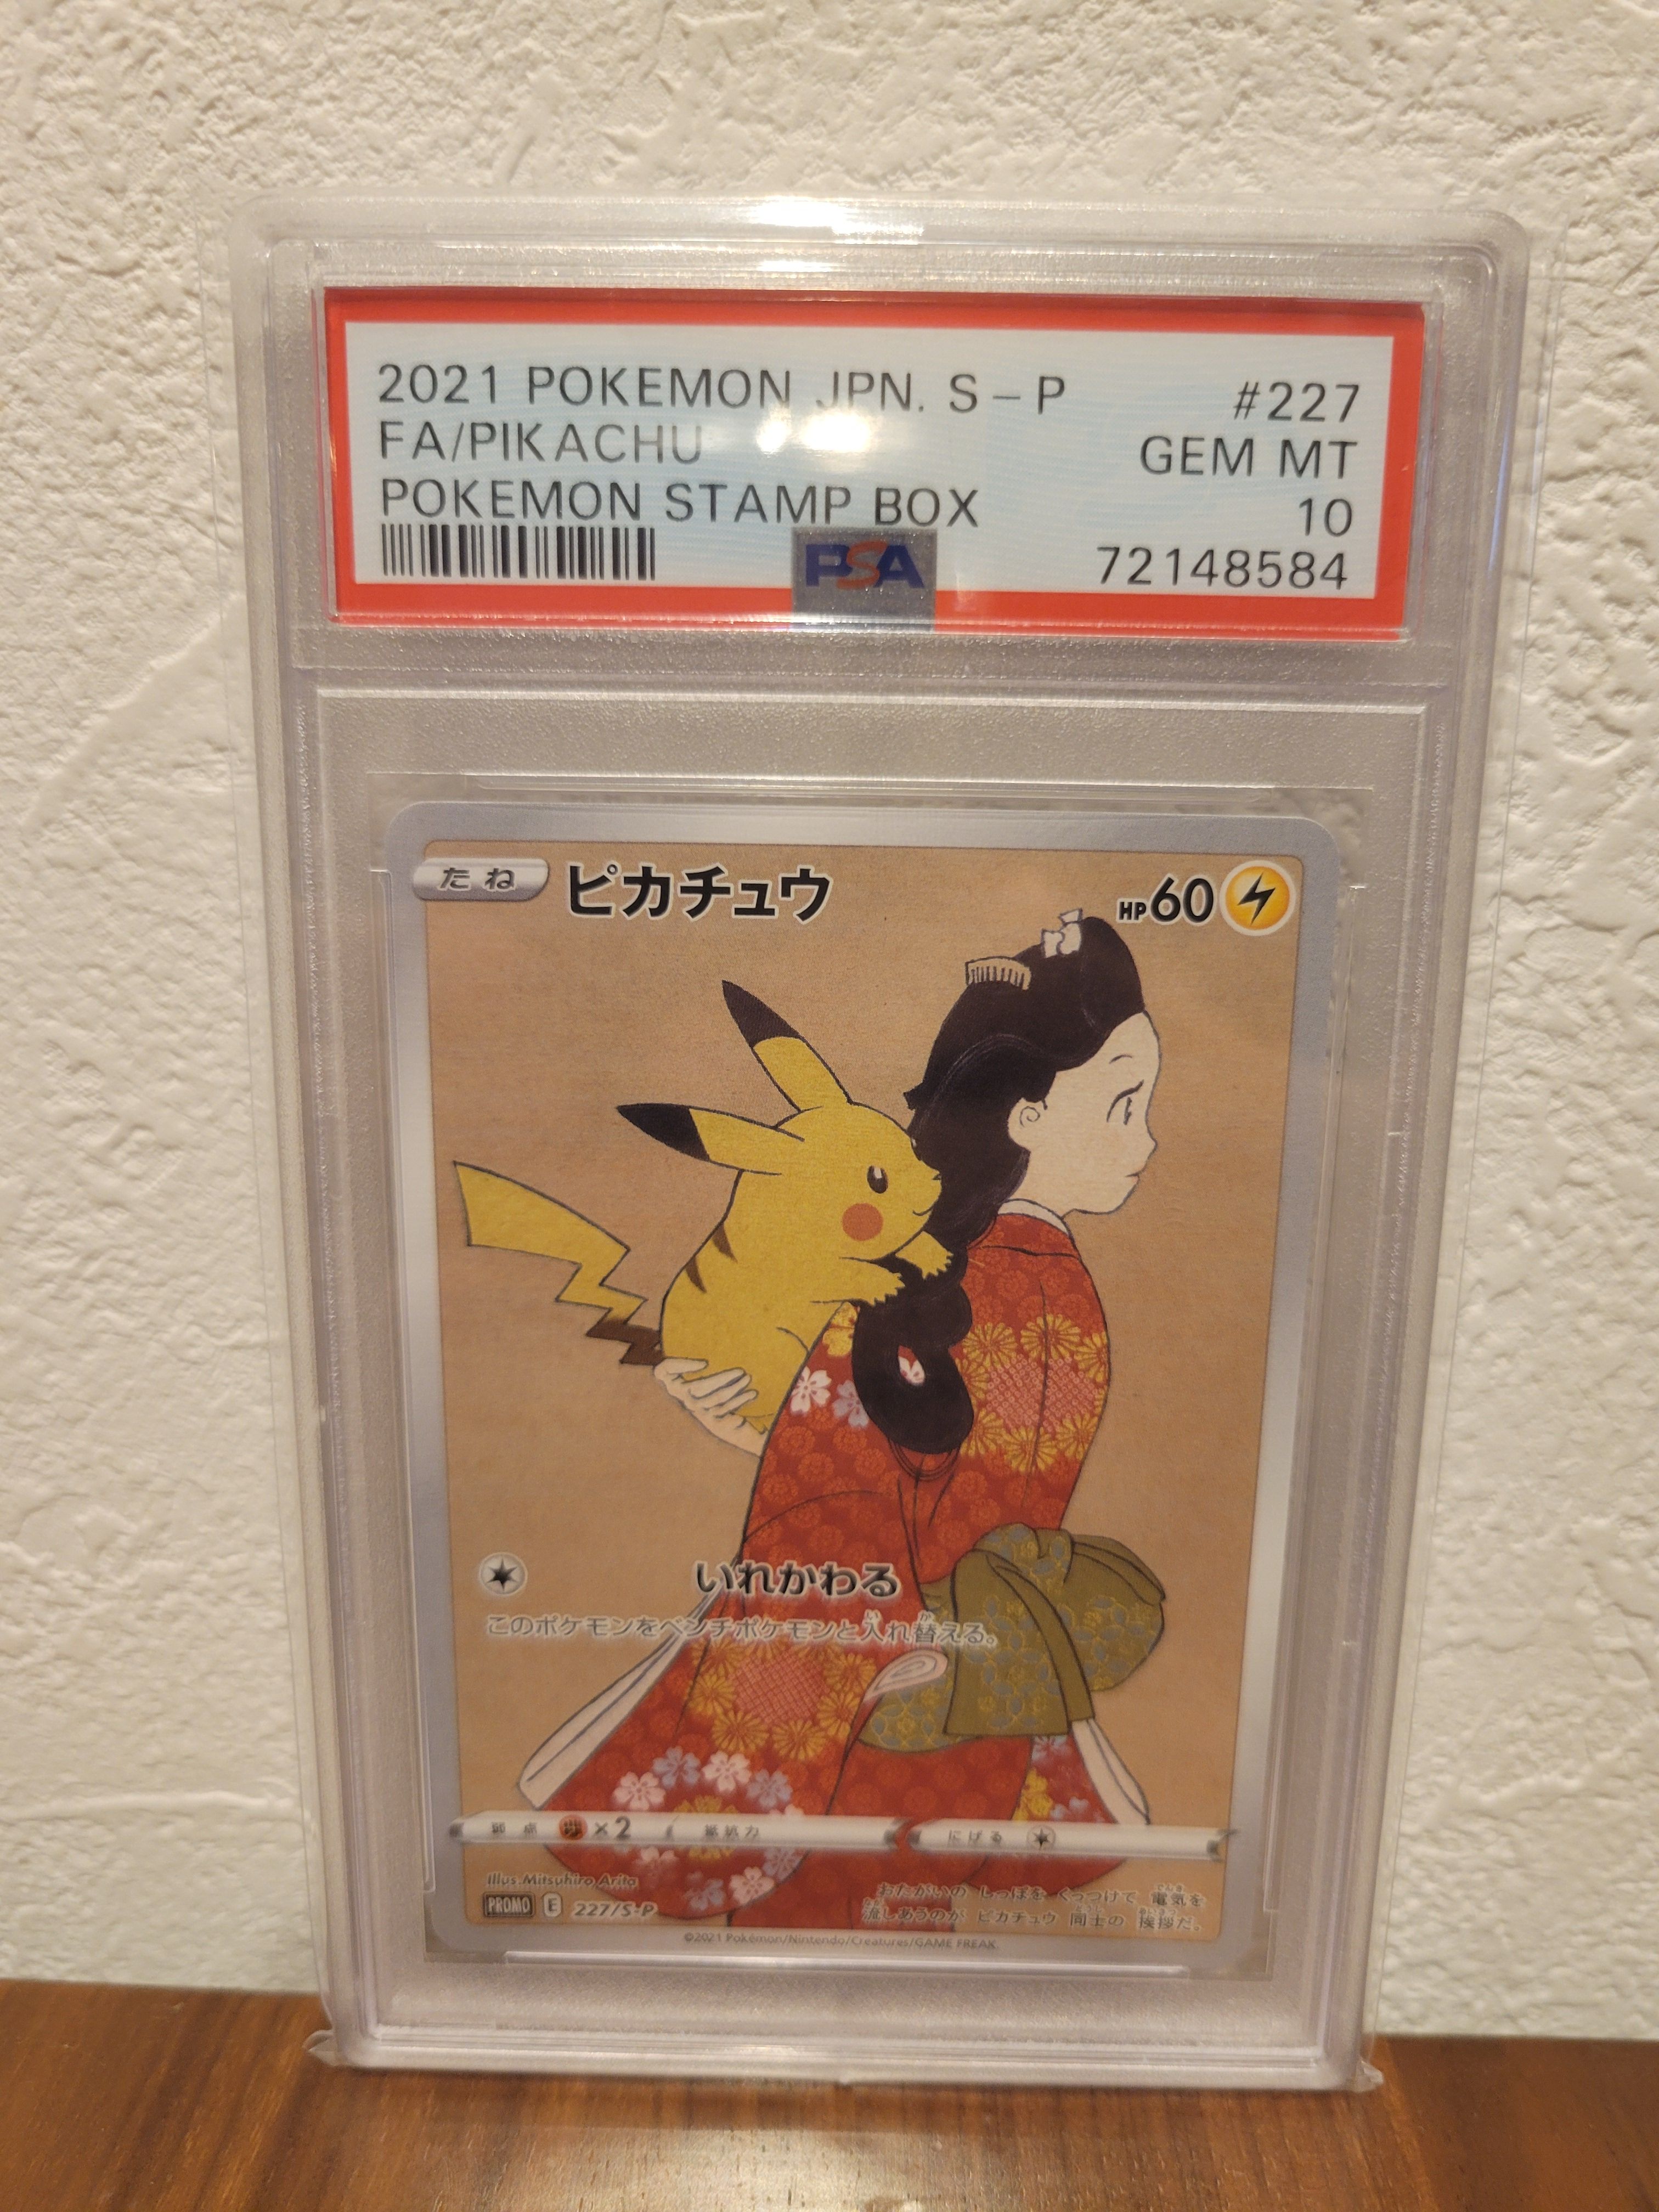 2021 POKEMON JPN. S-P #227
FA/PIKACHU GEM MT
POKEMON STAMP BOX 10
PSA 72148584
たね ピカチュウ HP60
いれかわる
このポケモンをベンチポケモンと入れ替える。
弱点 ×2 抵抗力 にげる
Illus. Mitsuhiro Arita
PROMO E 227/S-P
おたがいの しっぽを くっつけて 電気を
流しあうのが ピカチュウ 同士の 挨拶だ。
©2021 Pokémon/Nintendo/Creatures/GAME FREAK.